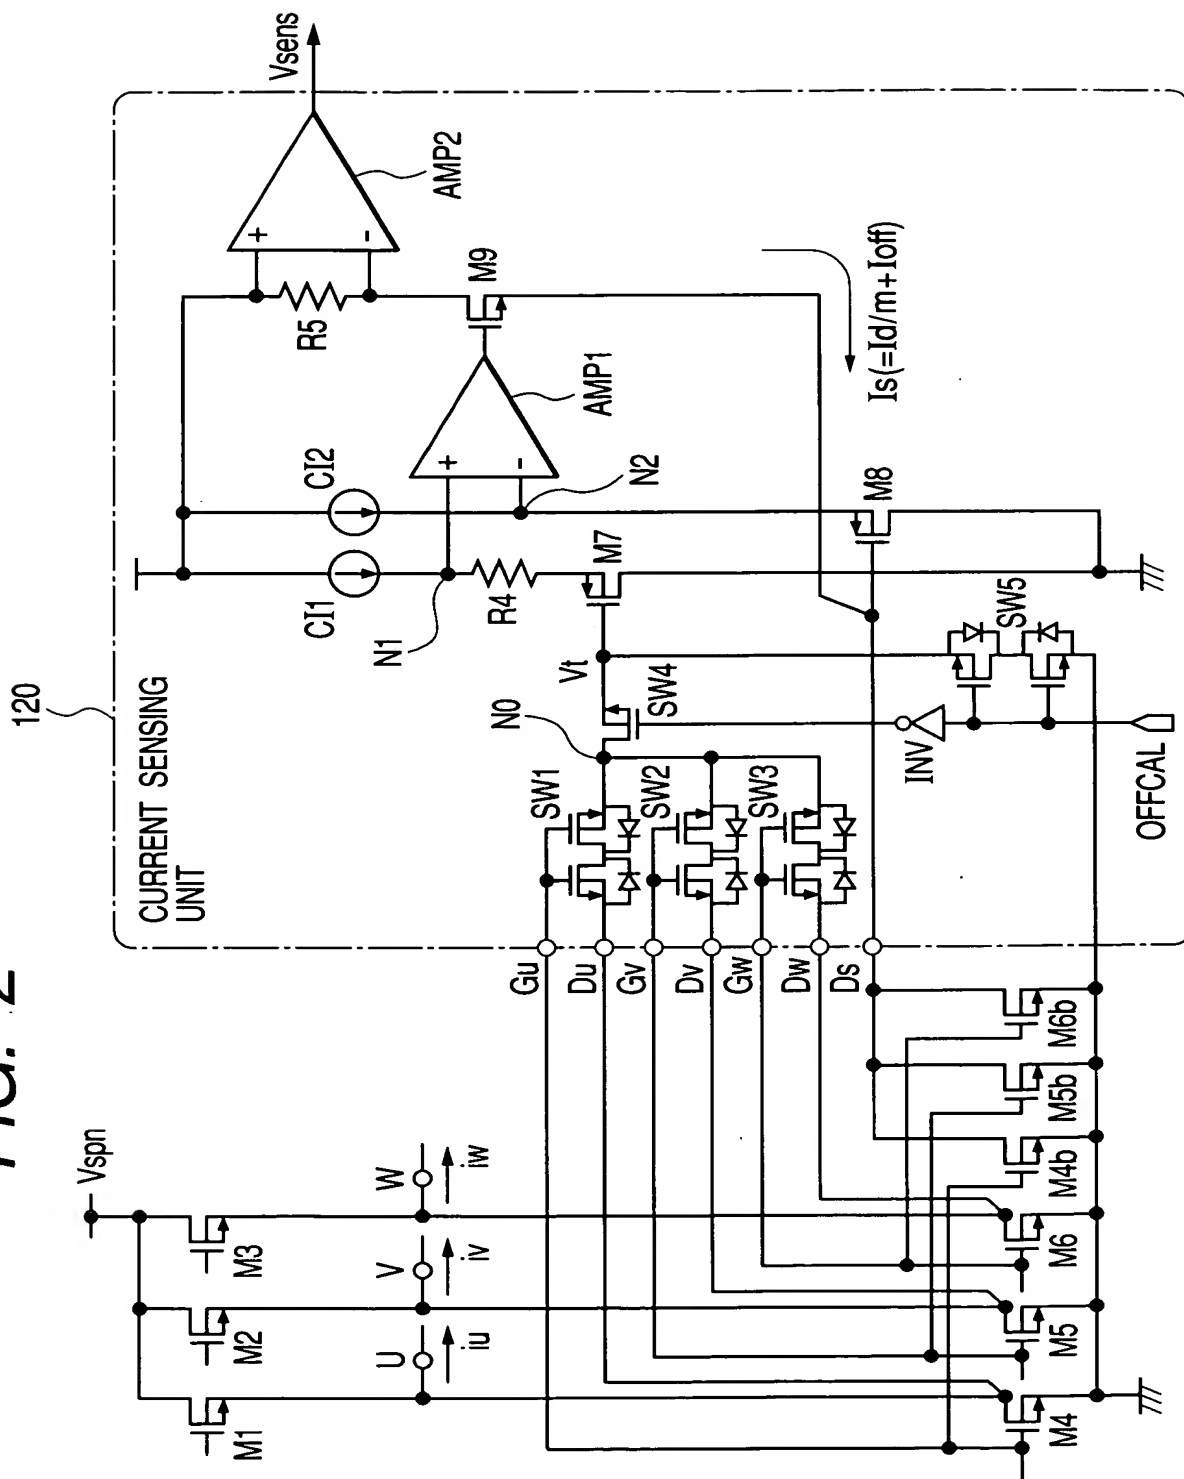 FIG. 2
120
CURRENT SENSING
UNIT
Vsens
AMP2
+
-
R5
M9
AMP1
+
-
CI1
CI2
N1
N2
R4
M7
M8
Is(=Id/m+Ioff)
Vt
N0
SW4
SW5
SW1
SW2
SW3
INV
OFFCAL
Gu
Du
Gv
Dv
Gw
Dw
Ds
Vspn
M1
M2
M3
U
V
W
iu
iv
iw
M4
M5
M6
M4b
M5b
M6b